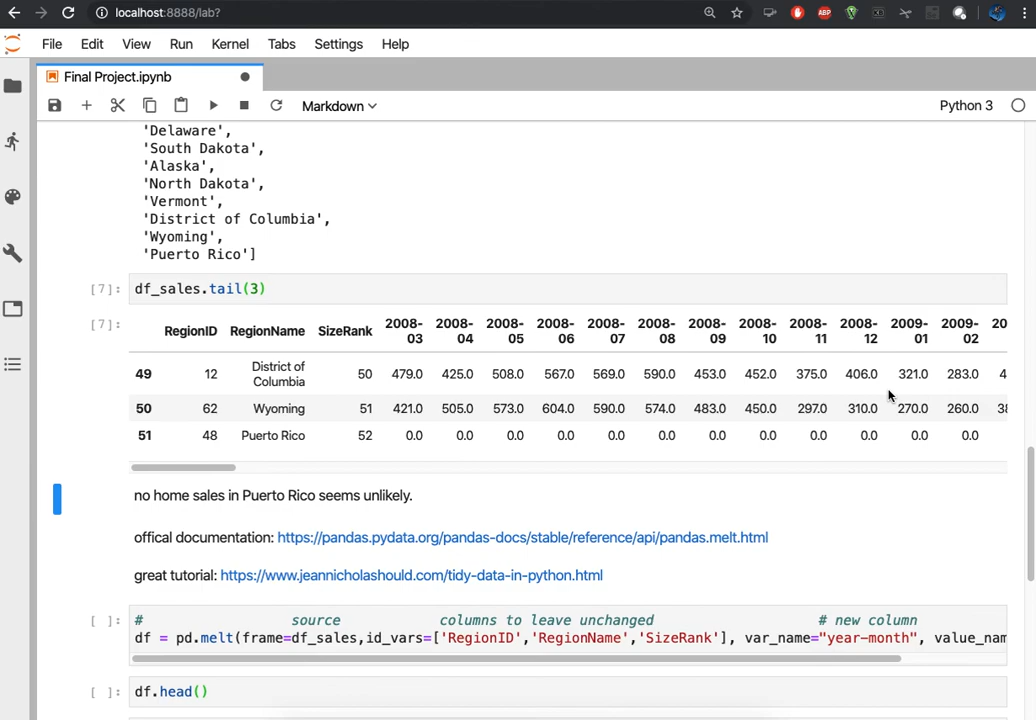 localhost:8888/lab?
ABP
File Edit View Run Kernel Tabs Settings Help
Final Project.ipynb
Markdown
Python 3
'Delaware',
'South Dakota',
'Alaska',
'North Dakota',
'Vermont',
'District of Columbia',
'Wyoming',
'Puerto Rico']
[7]: df_sales.tail(3)
[7]: RegionID RegionName SizeRank 2008-03 2008-04 2008-05 2008-06 2008-07 2008-08 2008-09 2008-10 2008-11 2008-12 2009-01 2009-02 20
49 12 District of Columbia 50 479.0 425.0 508.0 567.0 569.0 590.0 453.0 452.0 375.0 406.0 321.0 283.0 4
50 62 Wyoming 51 421.0 505.0 573.0 604.0 590.0 574.0 483.0 450.0 297.0 310.0 270.0 260.0 38
51 48 Puerto Rico 52 0.0 0.0 0.0 0.0 0.0 0.0 0.0 0.0 0.0 0.0 0.0 0.0
no home sales in Puerto Rico seems unlikely.
offical documentation: https://pandas.pydata.org/pandas-docs/stable/reference/api/pandas.melt.html
great tutorial: https://www.jeannicholashould.com/tidy-data-in-python.html
[ ]: # source columns to leave unchanged # new column
df = pd.melt(frame=df_sales,id_vars=['RegionID','RegionName','SizeRank'], var_name="year-month", value_nam
[ ]: df.head()